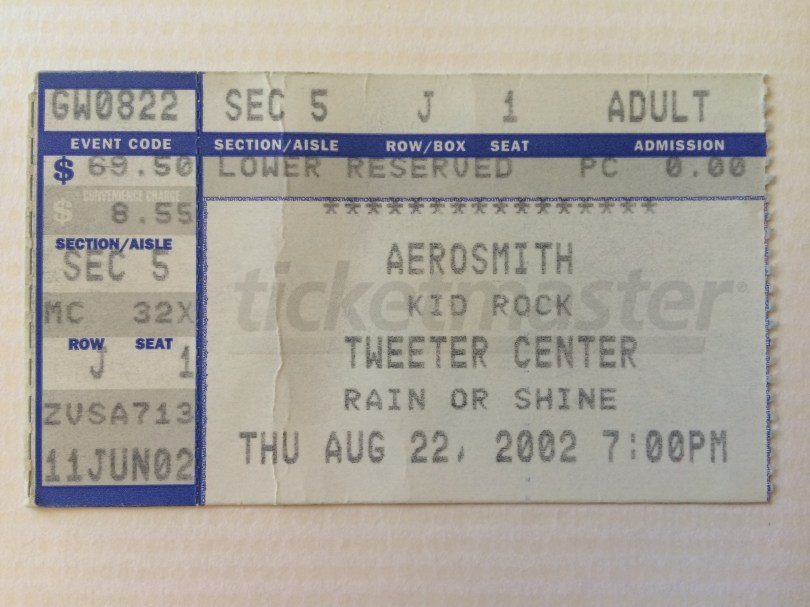 GW0822 SEC 5 J 1 ADULT
EVENT CODE SECTION/AISLE ROW/BOX SEAT ADMISSION
$ 69.50 LOWER RESERVED PC 0.00
CONVENIENCE CHARGE
$ 8.55
****************
SECTION/AISLE
SEC 5
MC 32X
ROW SEAT
J 1
ZVSA713
11JUN02
AEROSMITH
ticketmaster®
KID ROCK
TWEETER CENTER
RAIN OR SHINE
THU AUG 22, 2002 7:00PM